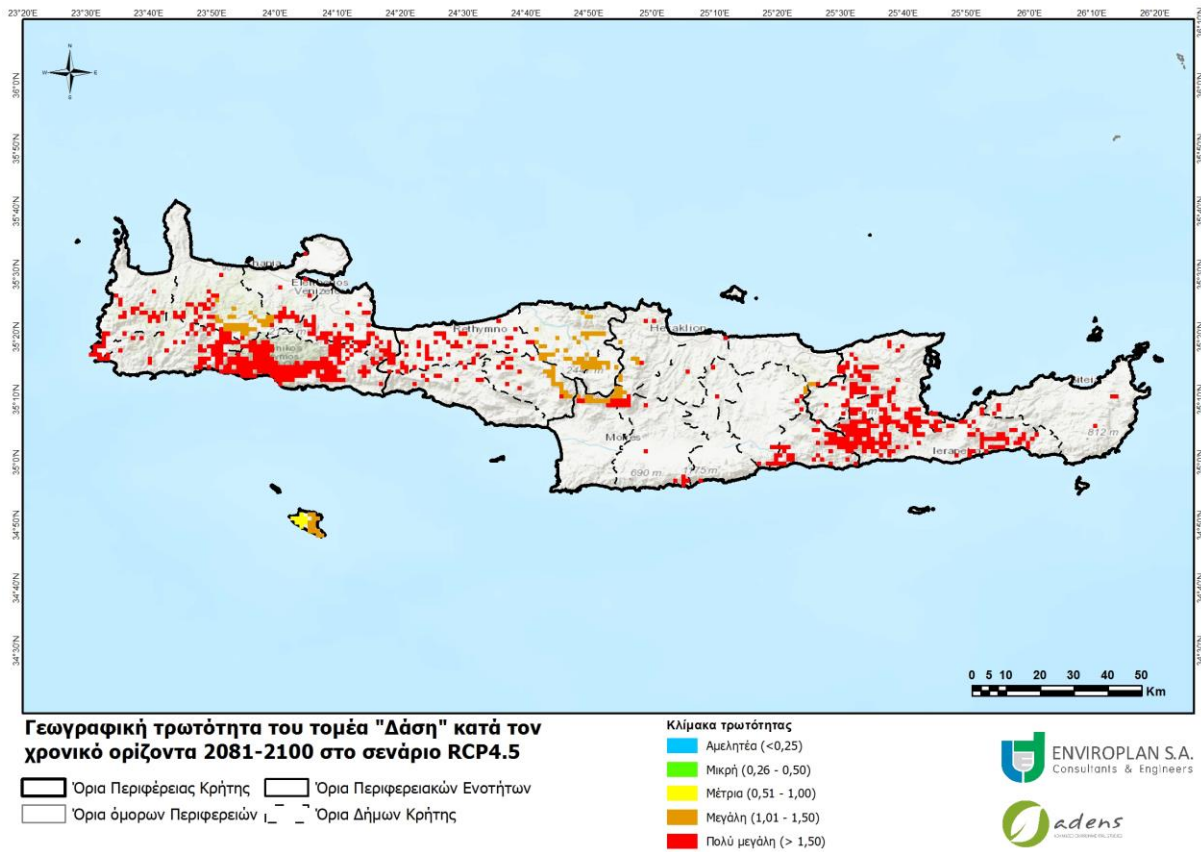 23°20'E 23°30'E 23°40'E 23°50'E 24°0'E 24°10'E 24°20'E 24°30'E 24°40'E 24°50'E 25°0'E 25°10'E 25°20'E 25°30'E 25°40'E 25°50'E 26°0'E 26°10'E 26°20'E
N
W E
S
36°0'N
35°50'N
35°40'N
35°30'N
35°20'N
35°10'N
35°0'N
34°50'N
34°40'N
34°30'N
Rethymno
Heraklion
Moires
690 m
812 m
0 5 10 20 30 40 50
Km
Γεωγραφική τρωτότητα του τομέα "Δάση" κατά τον
χρονικό ορίζοντα 2081-2100 στο σενάριο RCP4.5
Όρια Περιφέρειας Κρήτης Όρια Περιφερειακών Ενοτήτων
Όρια όμορων Περιφερειών Όρια Δήμων Κρήτης
Κλίμακα τρωτότητας
Αμελητέα (<0,25)
Μικρή (0,26 - 0,50)
Μέτρια (0,51 - 1,00)
Μεγάλη (1,01 - 1,50)
Πολύ μεγάλη (> 1,50)
ENVIROPLAN S.A.
Consultants & Engineers
adens